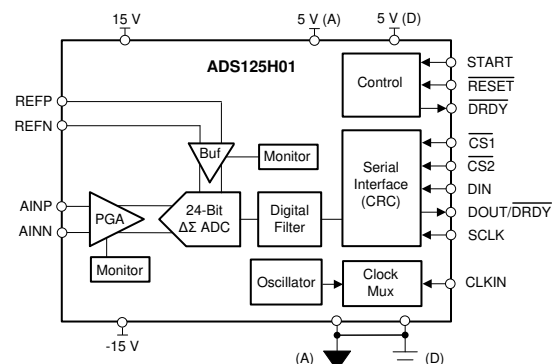 15 V
5 V (A)
5 V (D)
ADS125H01
REFP
REFN
AINP
AINN
Buf
Monitor
PGA
Monitor
24-Bit
ΔΣ ADC
Digital
Filter
Oscillator
Clock
Mux
Control
Serial
Interface
(CRC)
START
RESET
DRDY
CS1
CS2
DIN
DOUT/DRDY
SCLK
CLKIN
-15 V
(A)
(D)